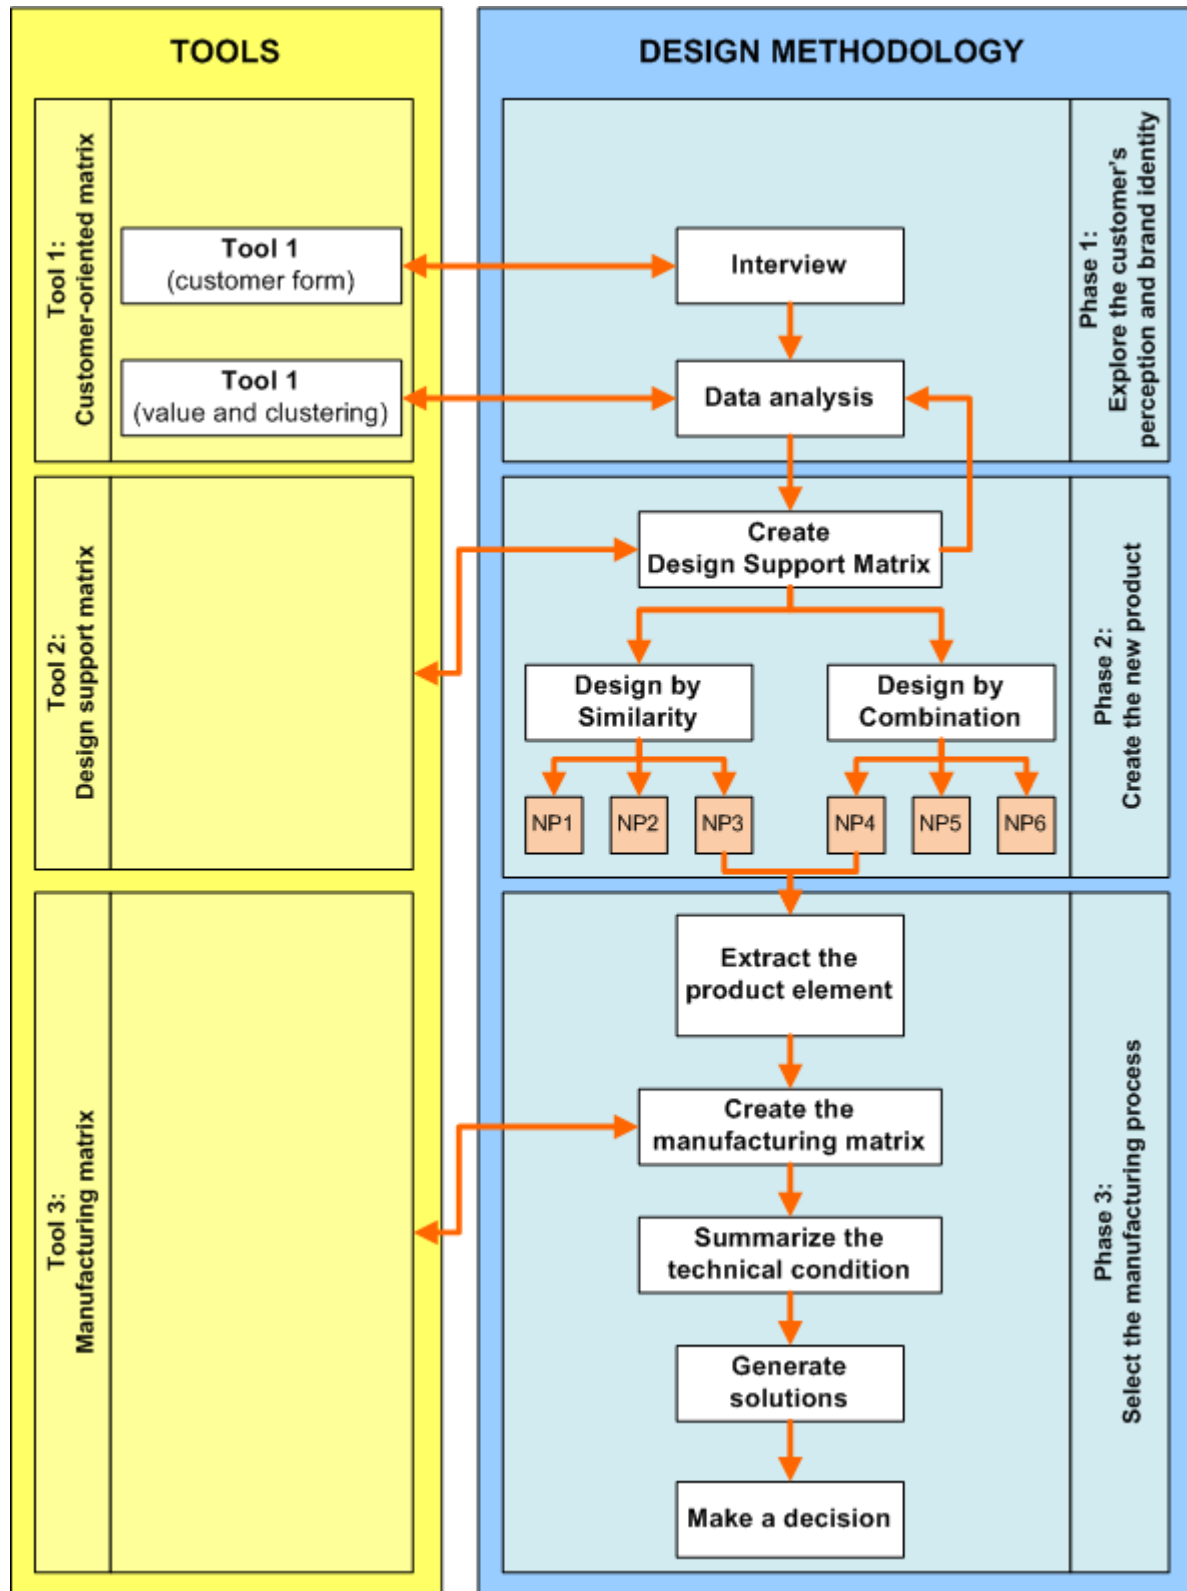 TOOLS
DESIGN METHODOLOGY
Tool 1:
Customer-oriented matrix
Tool 1
(customer form)
Tool 1
(value and clustering)
Interview
Data analysis
Phase 1:
Explore the customer's
perception and brand identity
Tool 2:
Design support matrix
Create
Design Support Matrix
Design by
Similarity
Design by
Combination
NP1
NP2
NP3
NP4
NP5
NP6
Phase 2:
Create the new product
Tool 3:
Manufacturing matrix
Extract the
product element
Create the
manufacturing matrix
Summarize the
technical condition
Generate
solutions
Make a decision
Phase 3:
Select the manufacturing process